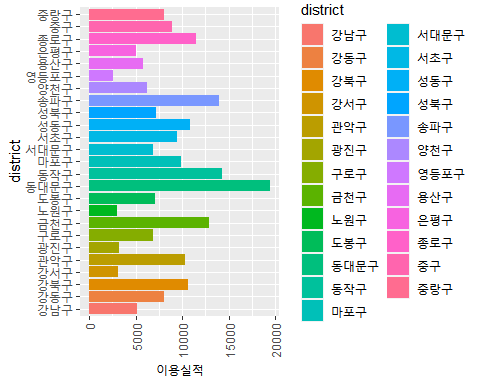 중랑구
중구
종로구
은평구
용산구
영등포구
양천구
송파구
성북구
성동구
서초구
서대문구
마포구
동작구
동대문구
도봉구
노원구
금천구
구로구
광진구
관악구
강서구
강북구
강동구
강남구
district
0
5000
10000
15000
20000
이용실적
district
강남구
강동구
강북구
강서구
관악구
광진구
구로구
금천구
노원구
도봉구
동대문구
동작구
마포구
서대문구
서초구
성동구
성북구
송파구
양천구
영등포구
용산구
은평구
종로구
중구
중랑구